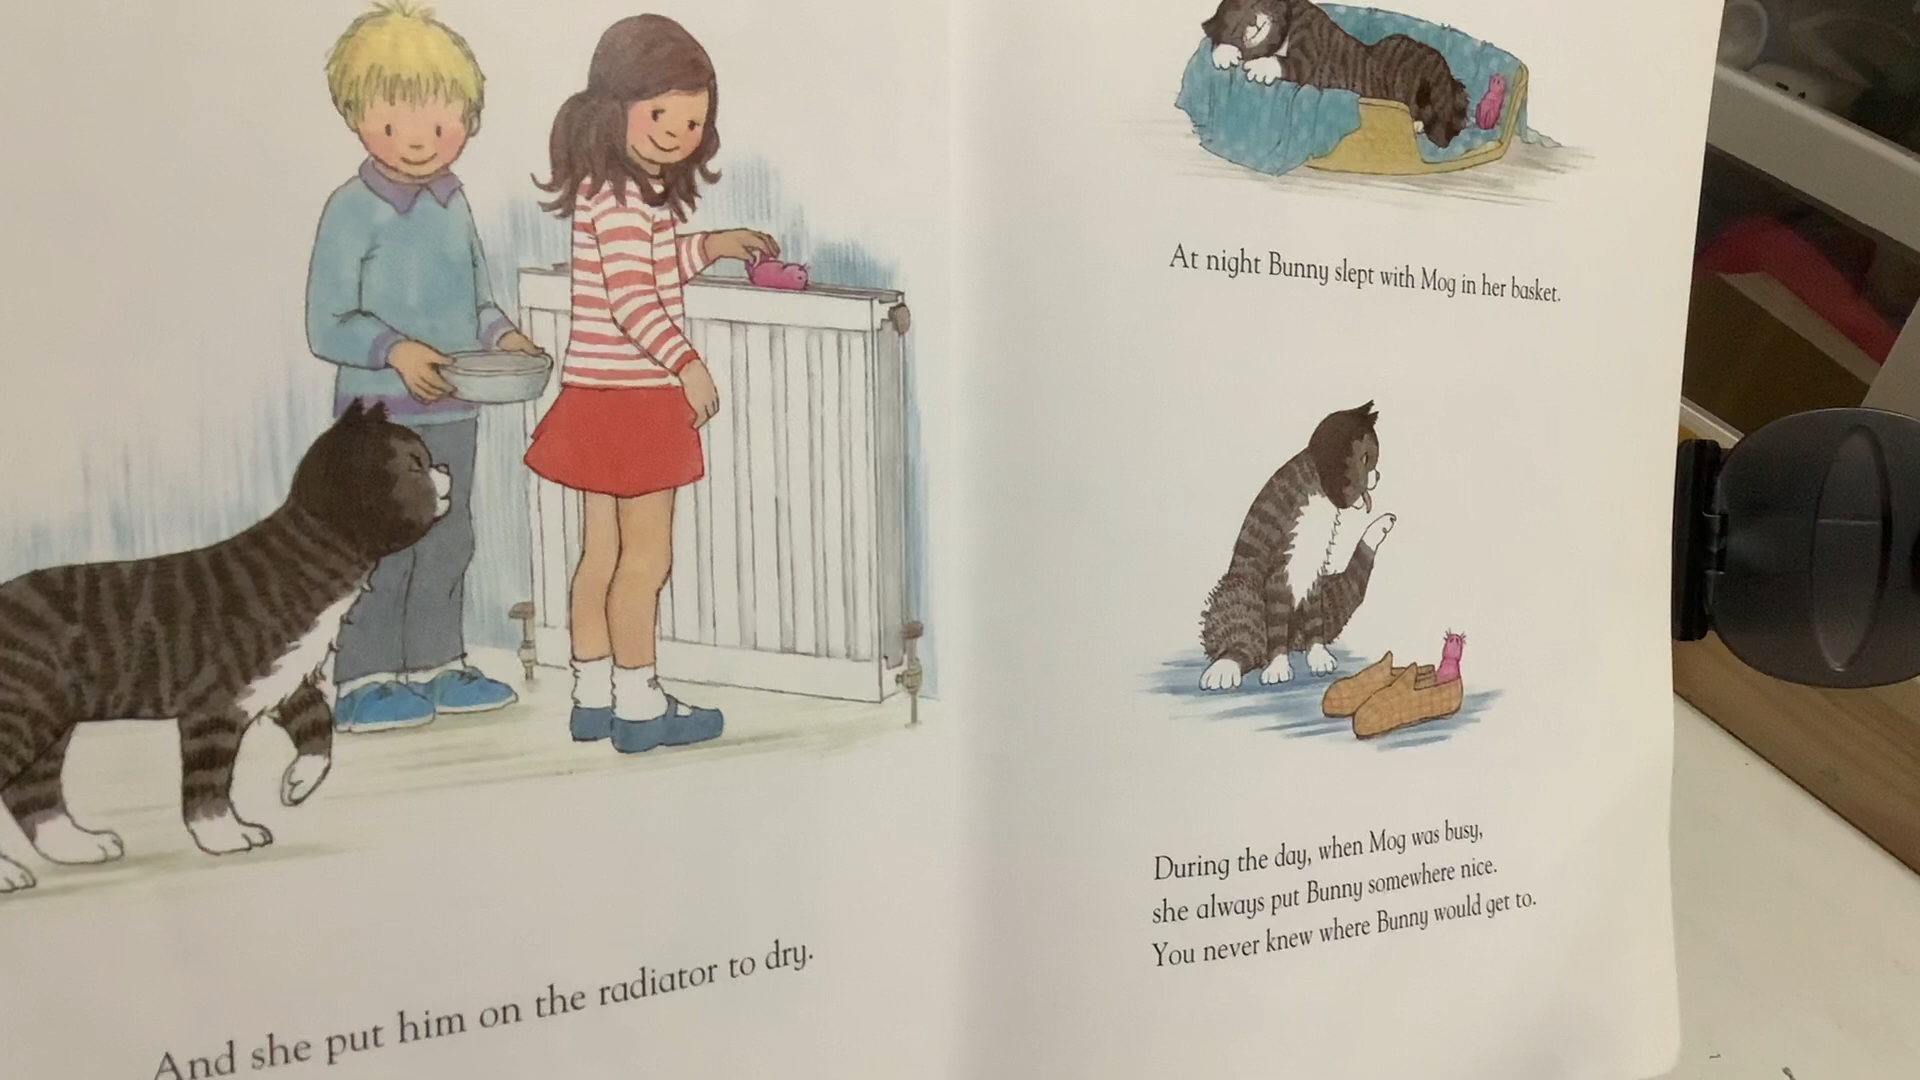 And she put him on the radiator to dry.
At night Bunny slept with Mog in her basket.
During the day, when Mog was busy,
she always put Bunny somewhere nice.
You never knew where Bunny would get to.